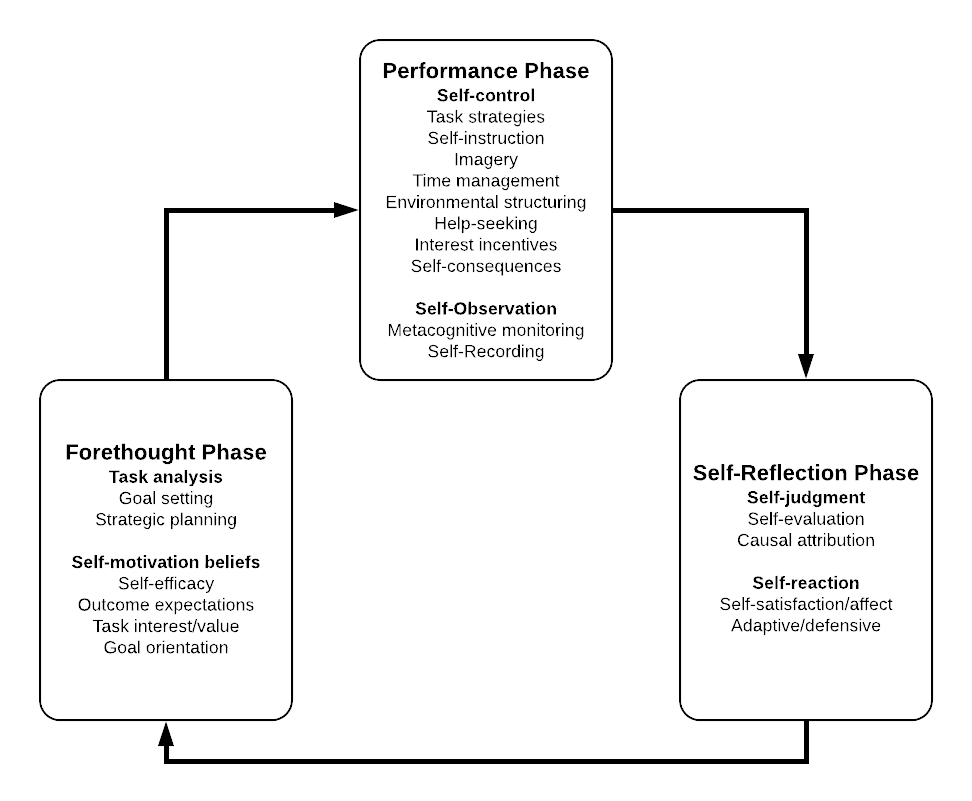 Performance Phase
Self-control
Task strategies
Self-instruction
Imagery
Time management
Environmental structuring
Help-seeking
Interest incentives
Self-consequences
Self-Observation
Metacognitive monitoring
Self-Recording
Forethought Phase
Task analysis
Goal setting
Strategic planning
Self-motivation beliefs
Self-efficacy
Outcome expectations
Task interest/value
Goal orientation
Self-Reflection Phase
Self-judgment
Self-evaluation
Causal attribution
Self-reaction
Self-satisfaction/affect
Adaptive/defensive